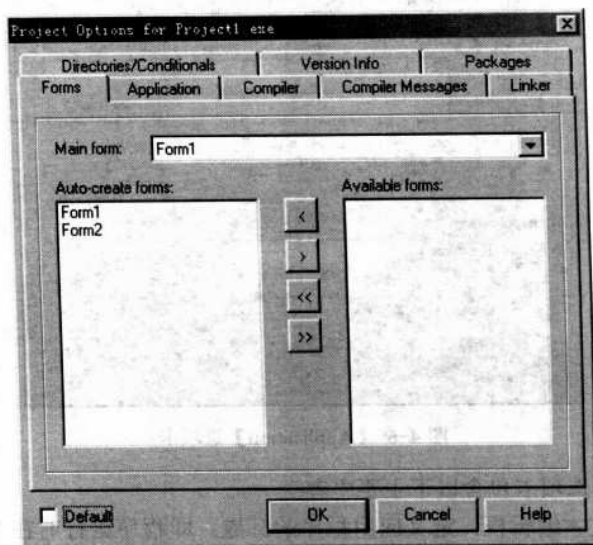 Project Options for Project1.exe
Directories/Conditionals Version Info Packages
Forms Application Compiler Compiler Messages Linker
Main form: Form1
Auto-create forms: Available forms:
Form1
Form2
<
>
<<
>>
Default OK Cancel Help